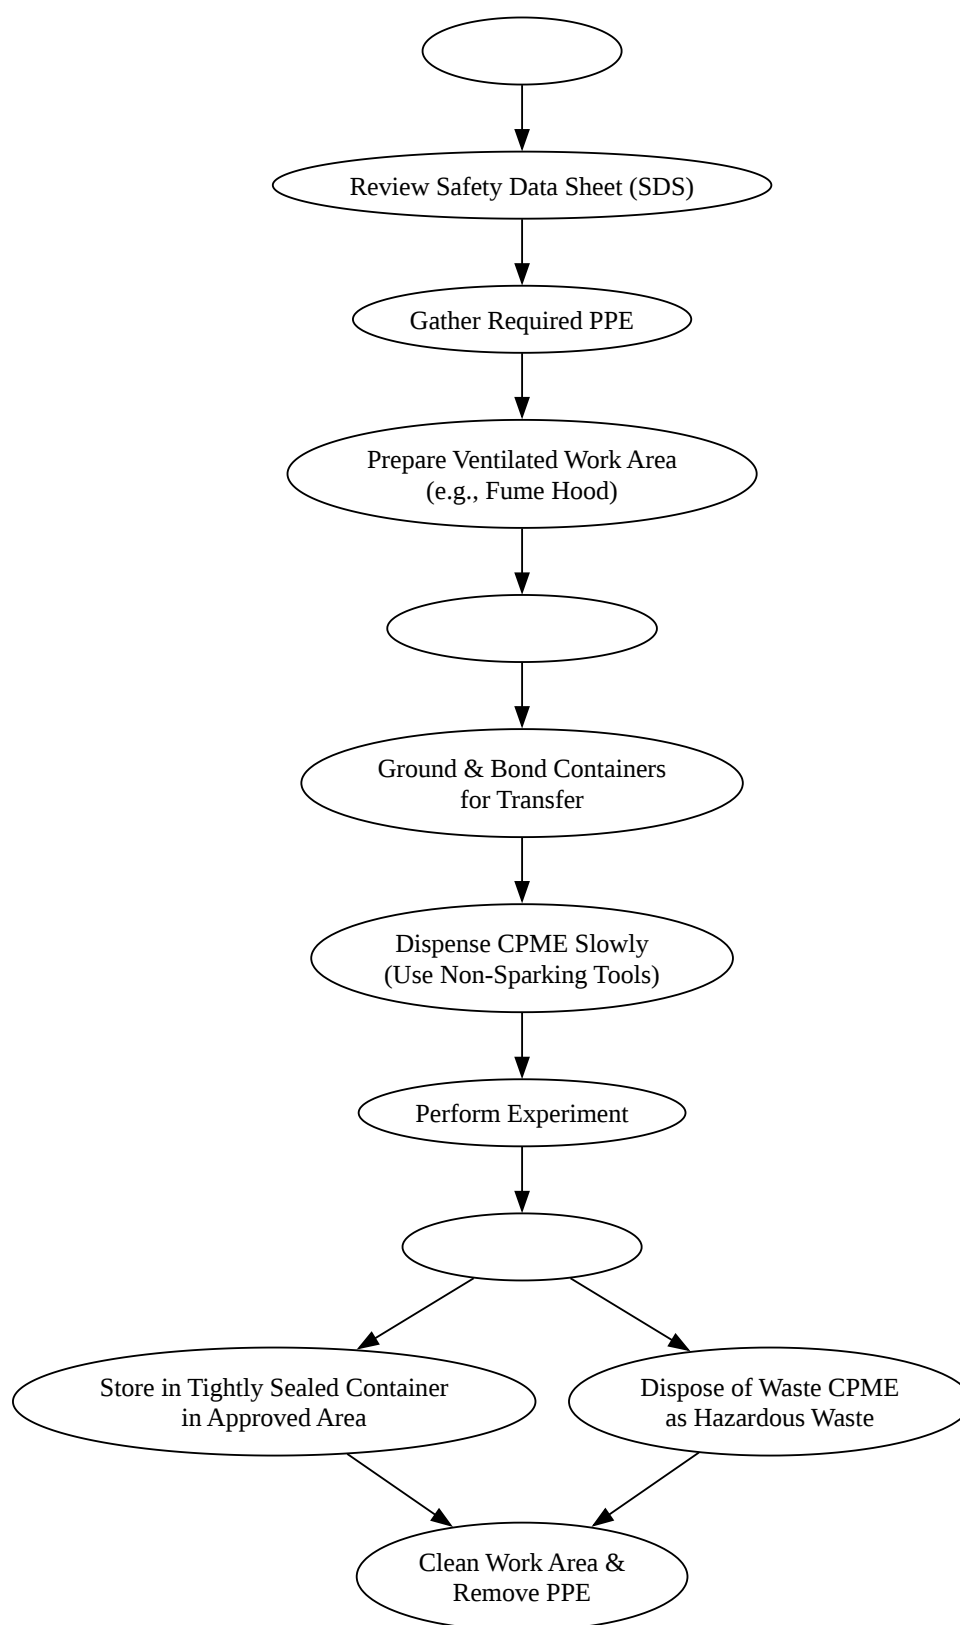 Review Safety Data Sheet (SDS)
Gather Required PPE
Prepare Ventilated Work Area
(e.g., Fume Hood)
Ground & Bond Containers
for Transfer
Dispense CPME Slowly
(Use Non-Sparking Tools)
Perform Experiment
Store in Tightly Sealed Container
in Approved Area
Dispose of Waste CPME
as Hazardous Waste
Clean Work Area &
Remove PPE